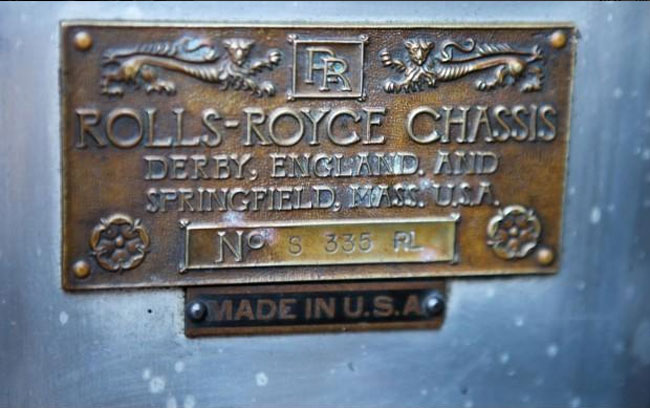 RR
ROLLS-ROYCE CHASSIS
DERBY, ENGLAND. AND
SPRINGFIELD, MASS. U.S.A.
No S 335 RL
MADE IN U.S.A.